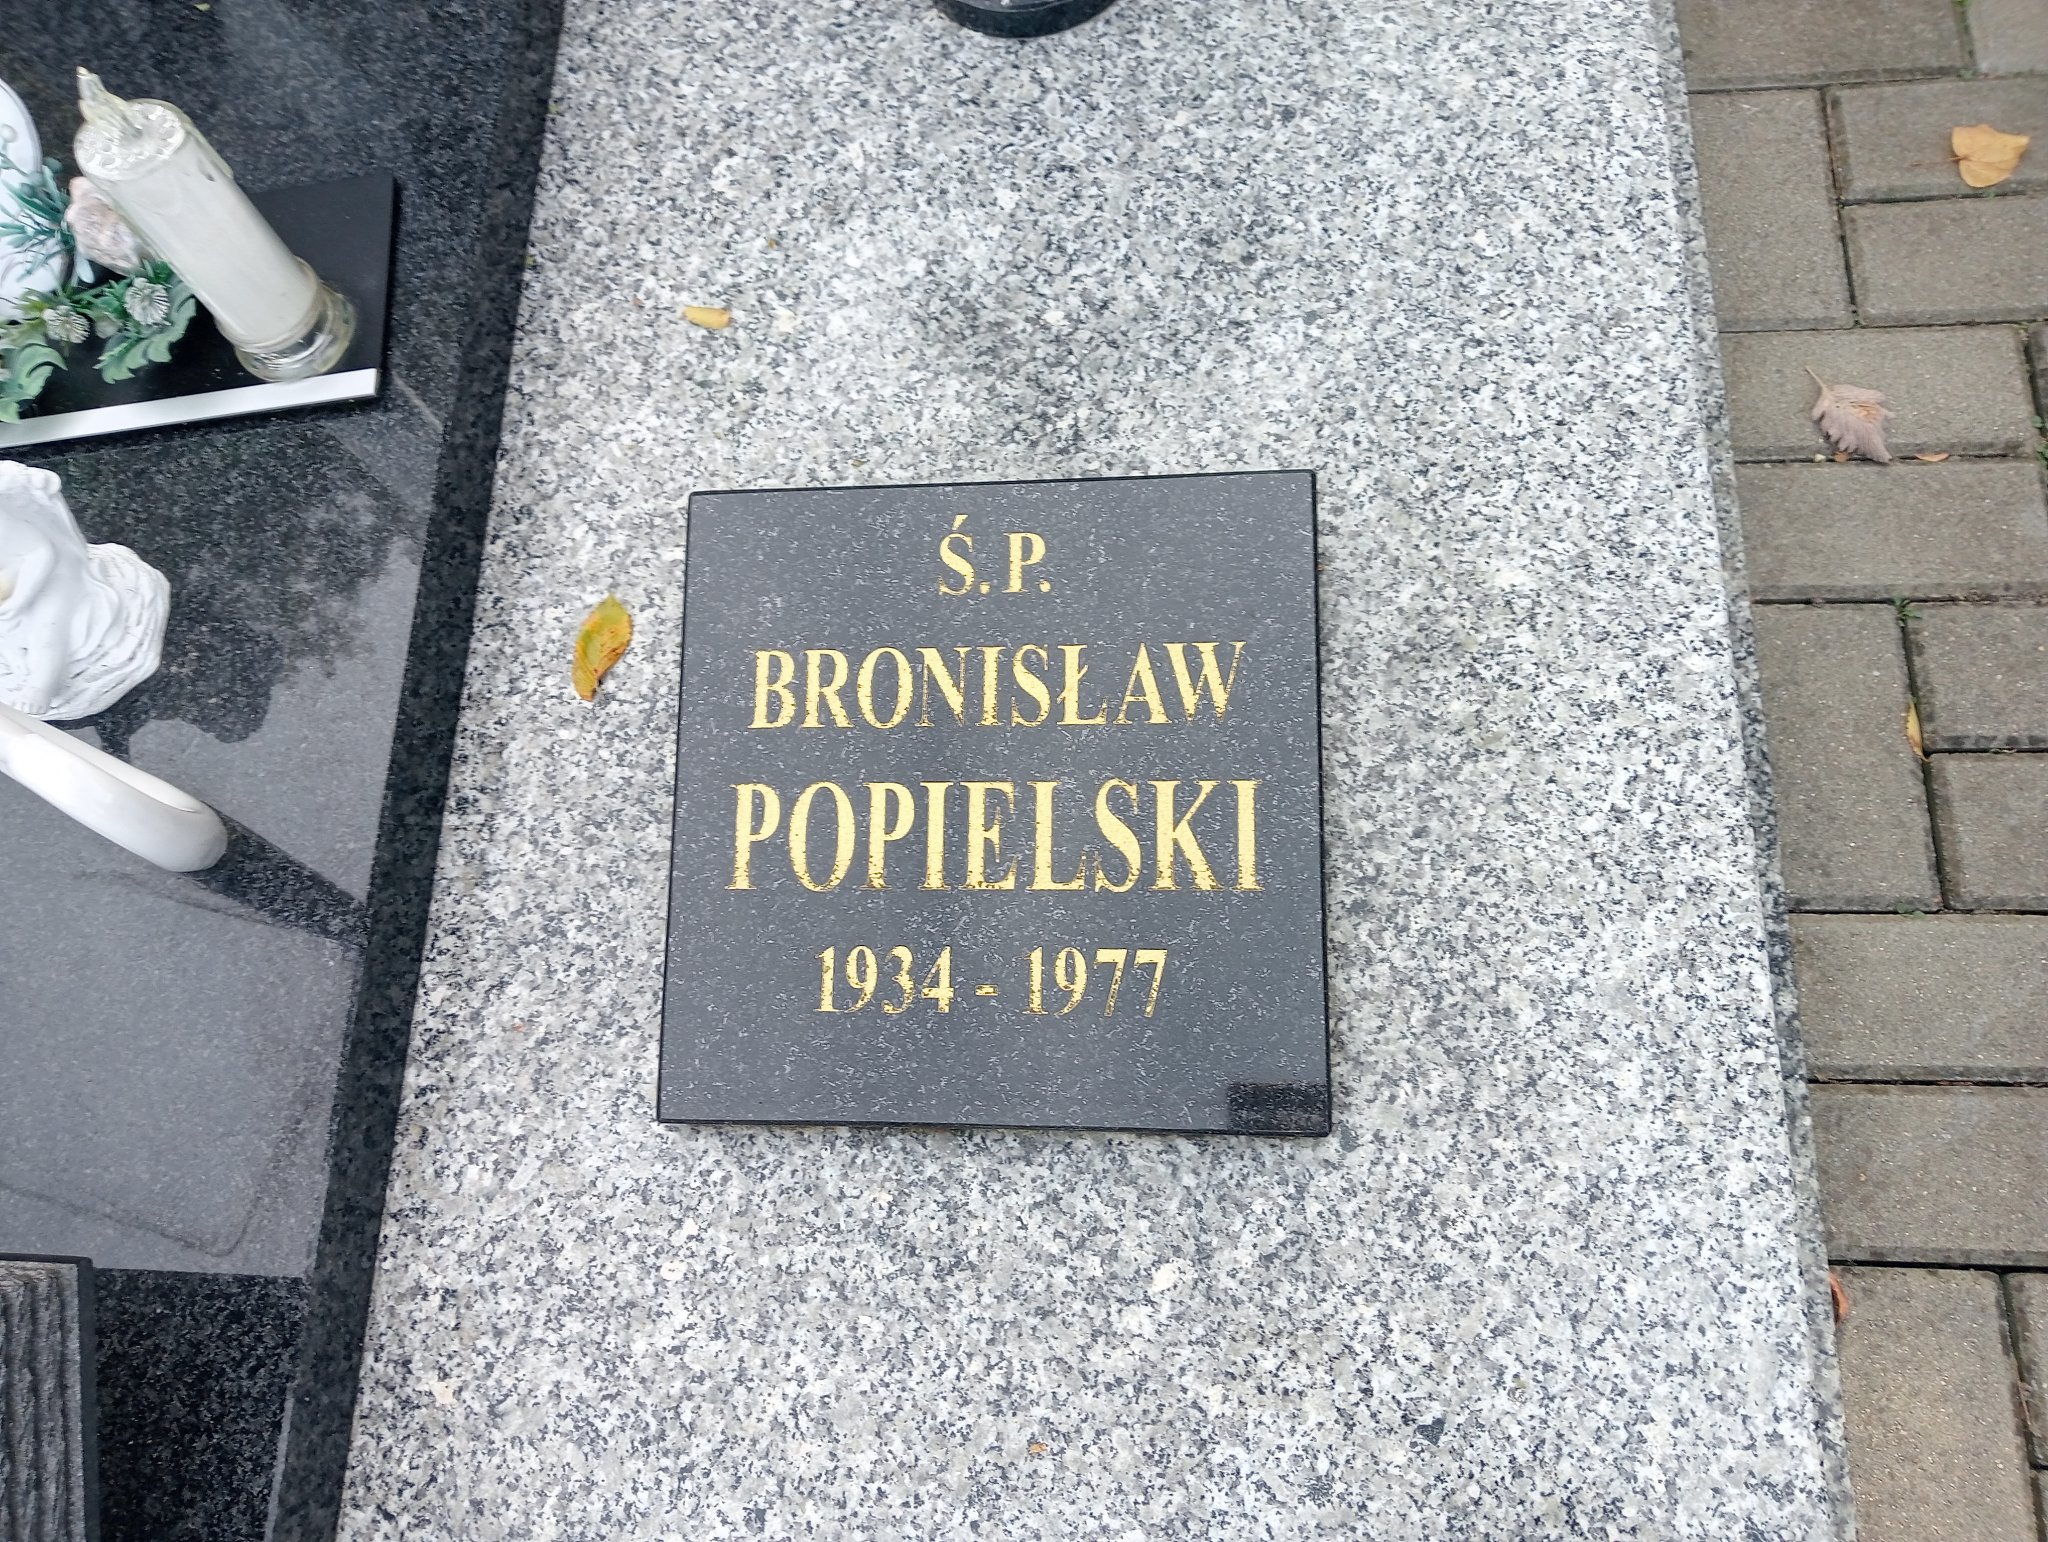 Ś. P.
BRONISŁAW
POPIELSKI
1934 - 1977